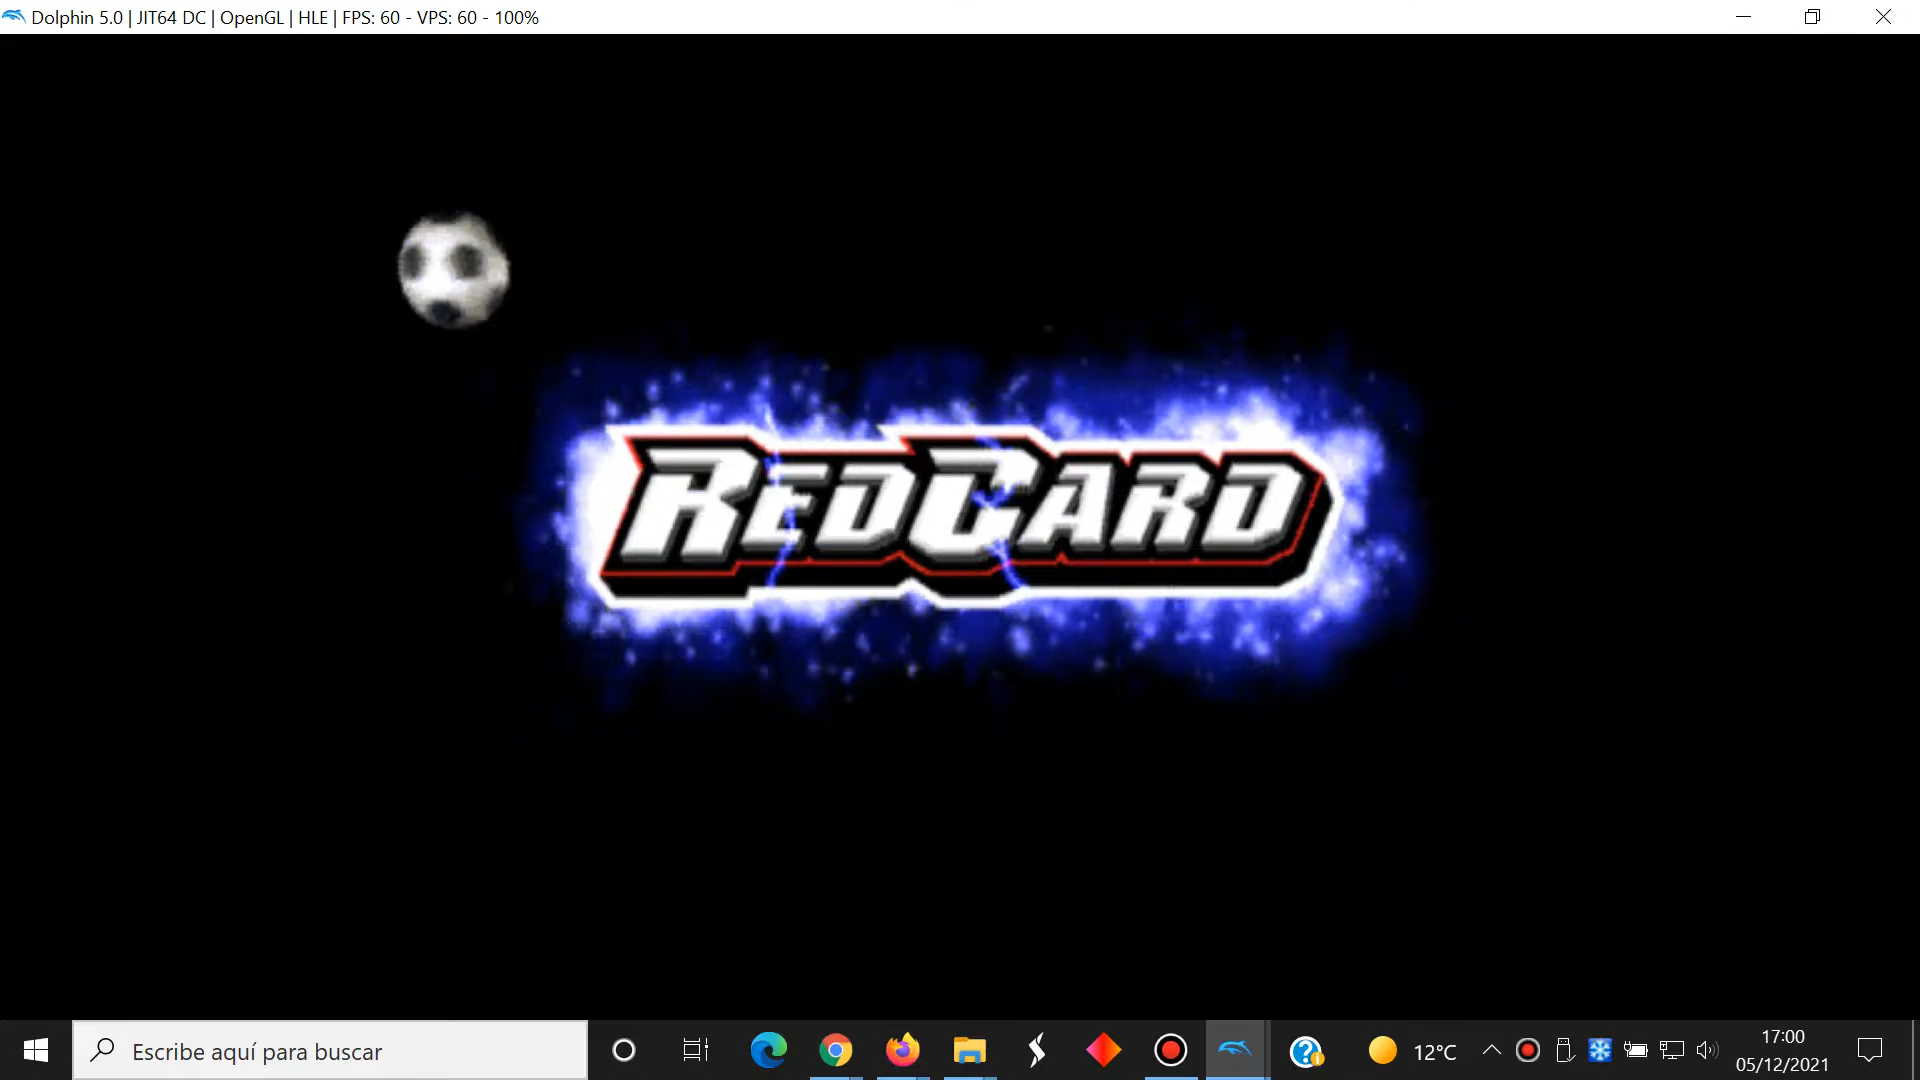 Dolphin 5.0 | JIT64 DC | OpenGL | HLE | FPS: 60 - VPS: 60 - 100%
REDCARD
Escribe aquí para buscar
12°C
17:00
05/12/2021